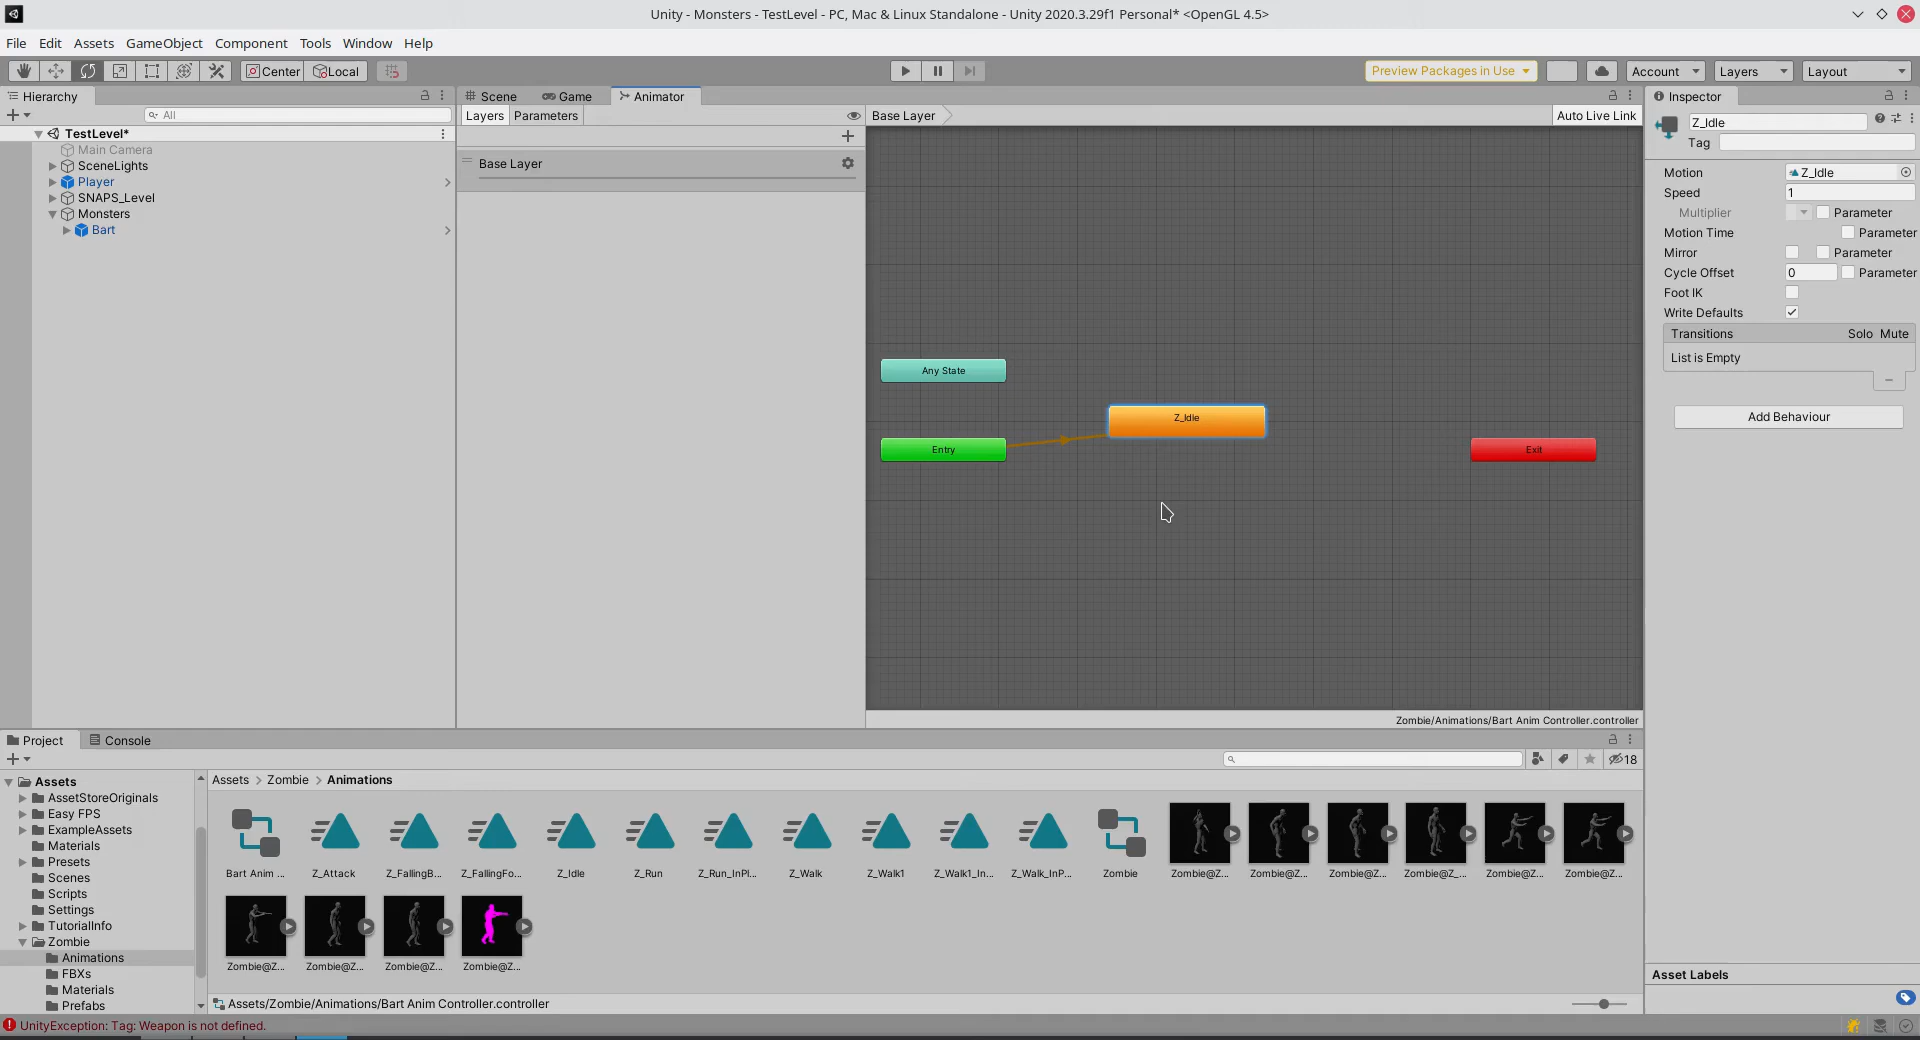 Unity - Monsters - TestLevel - PC, Mac & Linux Standalone - Unity 2020.3.29f1 Personal* <OpenGL 4.5>
File Edit Assets GameObject Component Tools Window Help
Center Local Preview Packages in Use Account Layers Layout
Hierarchy
All
TestLevel*
Main Camera
SceneLights
Player
SNAPS_Level
Monsters
Bart
Scene Game Animator
Layers Parameters Base Layer Auto Live Link
Base Layer
Any State
Z_Idle
Entry
Exit
Zombie/Animations/Bart Anim Controller.controller
Inspector
Z_Idle
Tag
Motion Z_Idle
Speed 1
Multiplier Parameter
Motion Time Parameter
Mirror Parameter
Cycle Offset 0 Parameter
Foot IK
Write Defaults
Transitions Solo Mute
List is Empty
Add Behaviour
Asset Labels
Project Console
18
Assets
AssetStoreOriginals
Easy FPS
ExampleAssets
Materials
Presets
Scenes
Scripts
Settings
TutorialInfo
Zombie
Animations
FBXs
Materials
Prefabs
Assets > Zombie > Animations
Bart Anim ... Z_Attack Z_FallingB... Z_FallingFo... Z_Idle Z_Run Z_Run_InPl... Z_Walk Z_Walk1 Z_Walk1_In... Z_Walk_InP... Zombie Zombie@Z... Zombie@Z... Zombie@Z... Zombie@Z_... Zombie@Z... Zombie@Z...
Zombie@Z... Zombie@Z... Zombie@Z... Zombie@Z...
Assets/Zombie/Animations/Bart Anim Controller.controller
UnityException: Tag: Weapon is not defined.